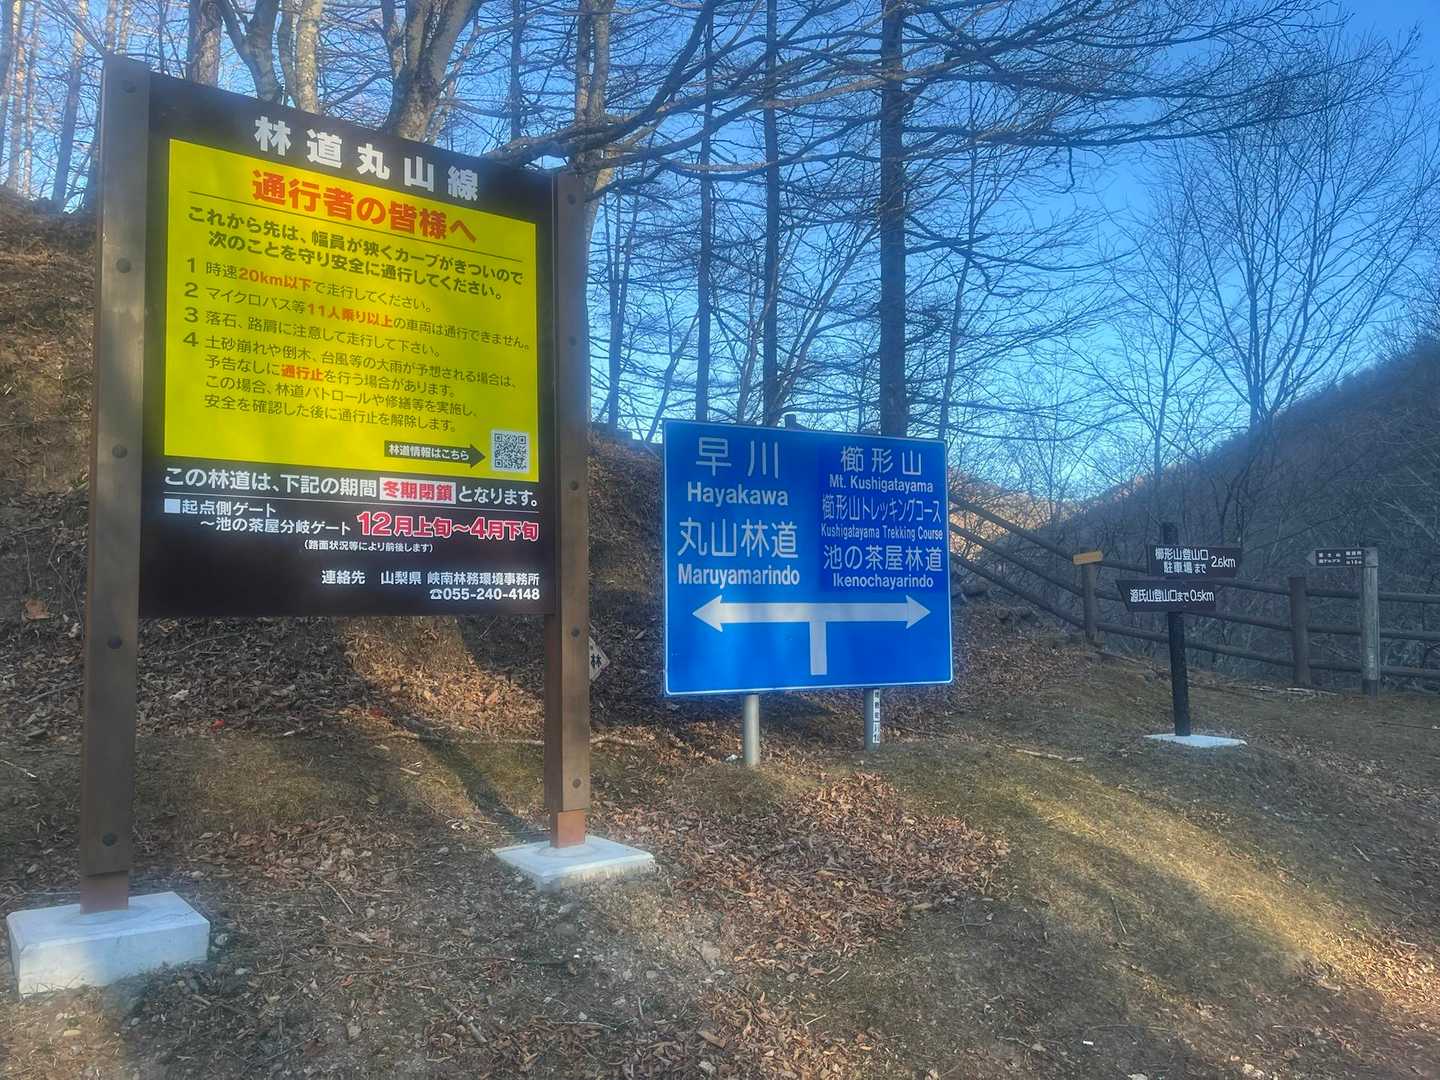 林道丸山線
通行者の皆様へ
これから先は、幅員が狭くカーブがきついので
次のことを守り安全に通行してください。
1 時速20km以下で走行してください。
2 マイクロバス等11人乗り以上の車両は通行できません。
3 落石、路肩に注意して走行して下さい。
4 土砂崩れや倒木、台風等の大雨が予想される場合は、
予告なしに通行止を行う場合があります。
この場合、林道パトロールや修繕等を実施し、
安全を確認した後に通行止を解除します。
林道情報はこちら
この林道は、下記の期間 冬期閉鎖 となります。
■起点側ゲート
～池の茶屋分岐ゲート 12月上旬～4月下旬
(路面状況等により前後します)
連絡先 山梨県 峡南林務環境事務所
☎055-240-4148
林
早川
Hayakawa
丸山林道
Maruyamarindo
櫛形山
Mt. Kushigatayama
櫛形山トレッキングコース
Kushigatayama Trekking Course
池の茶屋林道
Ikenochayarindo
櫛形山登山口
駐車場まで 2.6km
源氏山登山口まで0.5km